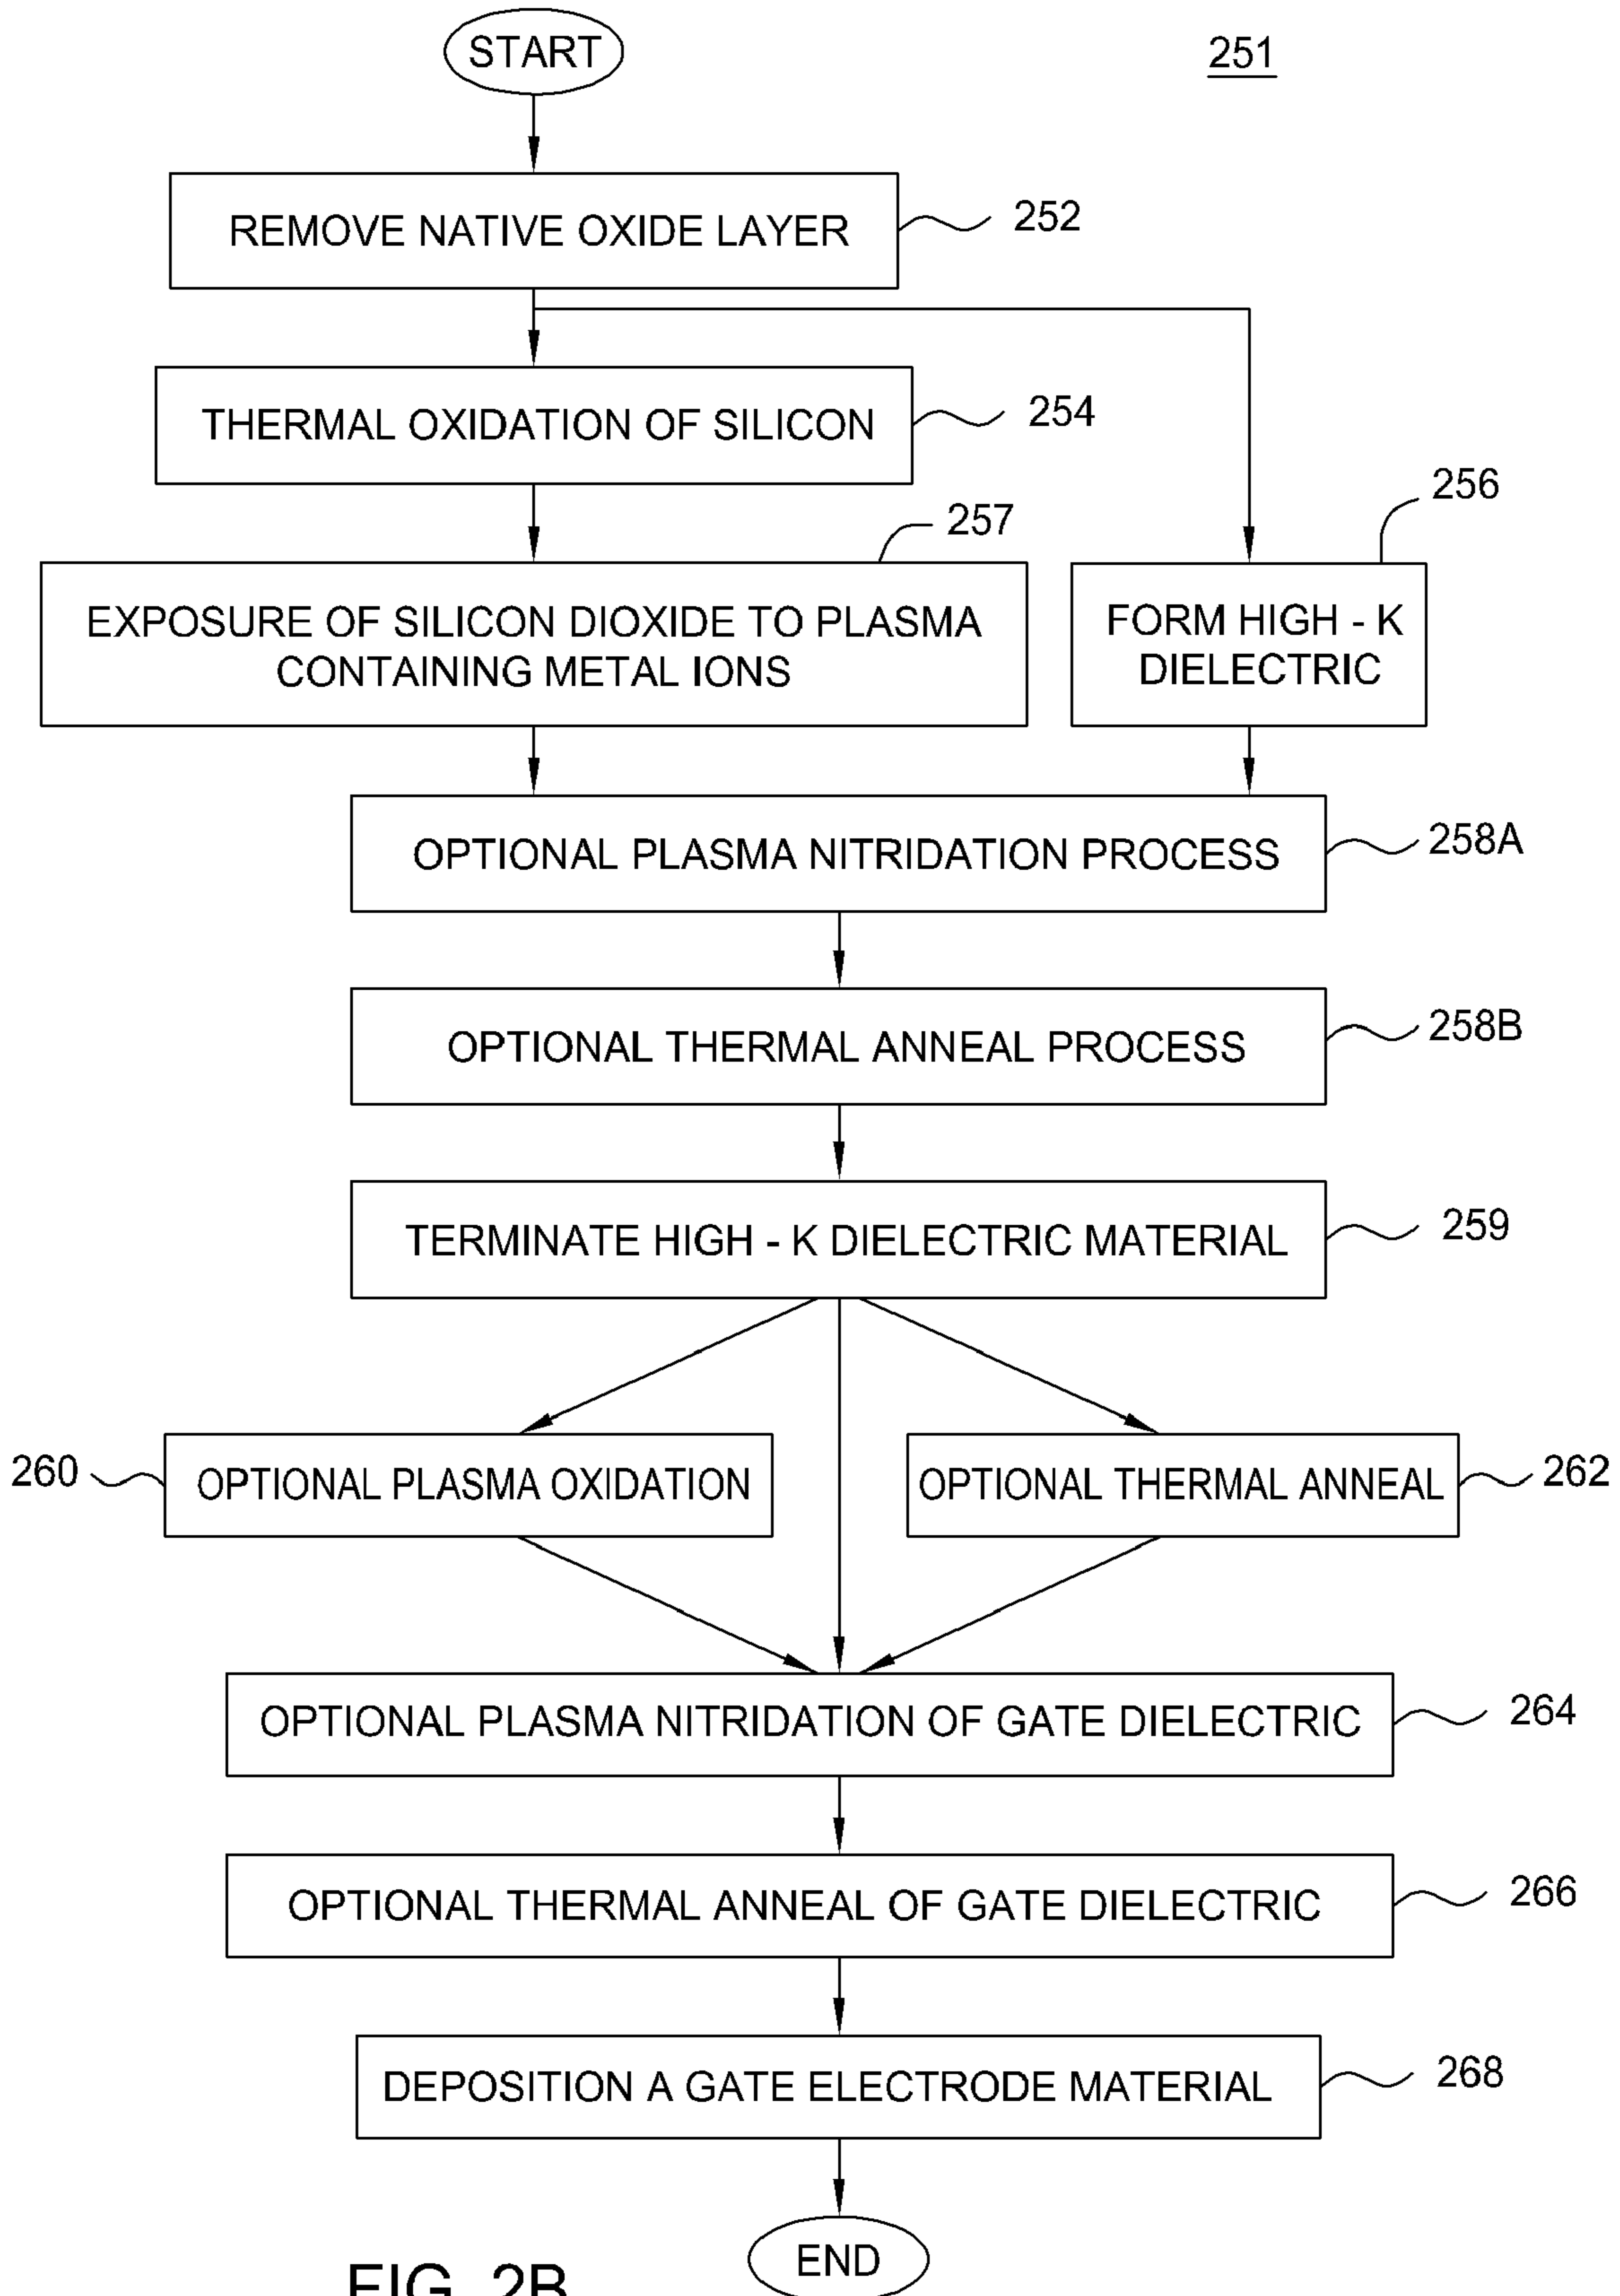 START
251
REMOVE NATIVE OXIDE LAYER
252
THERMAL OXIDATION OF SILICON
254
256
257
EXPOSURE OF SILICON DIOXIDE TO PLASMA
CONTAINING METAL IONS
FORM HIGH - K
DIELECTRIC
OPTIONAL PLASMA NITRIDATION PROCESS
258A
OPTIONAL THERMAL ANNEAL PROCESS
258B
TERMINATE HIGH - K DIELECTRIC MATERIAL
259
260
OPTIONAL PLASMA OXIDATION
OPTIONAL THERMAL ANNEAL
262
OPTIONAL PLASMA NITRIDATION OF GATE DIELECTRIC
264
OPTIONAL THERMAL ANNEAL OF GATE DIELECTRIC
266
DEPOSITION A GATE ELECTRODE MATERIAL
268
END
FIG. 2B